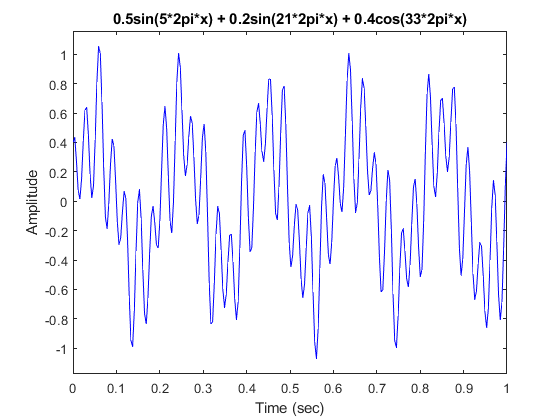 0.5sin(5*2pi*x) + 0.2sin(21*2pi*x) + 0.4cos(33*2pi*x)
1
0.8
0.6
0.4
0.2
0
-0.2
-0.4
-0.6
-0.8
-1
Amplitude
0 0.1 0.2 0.3 0.4 0.5 0.6 0.7 0.8 0.9 1
Time (sec)